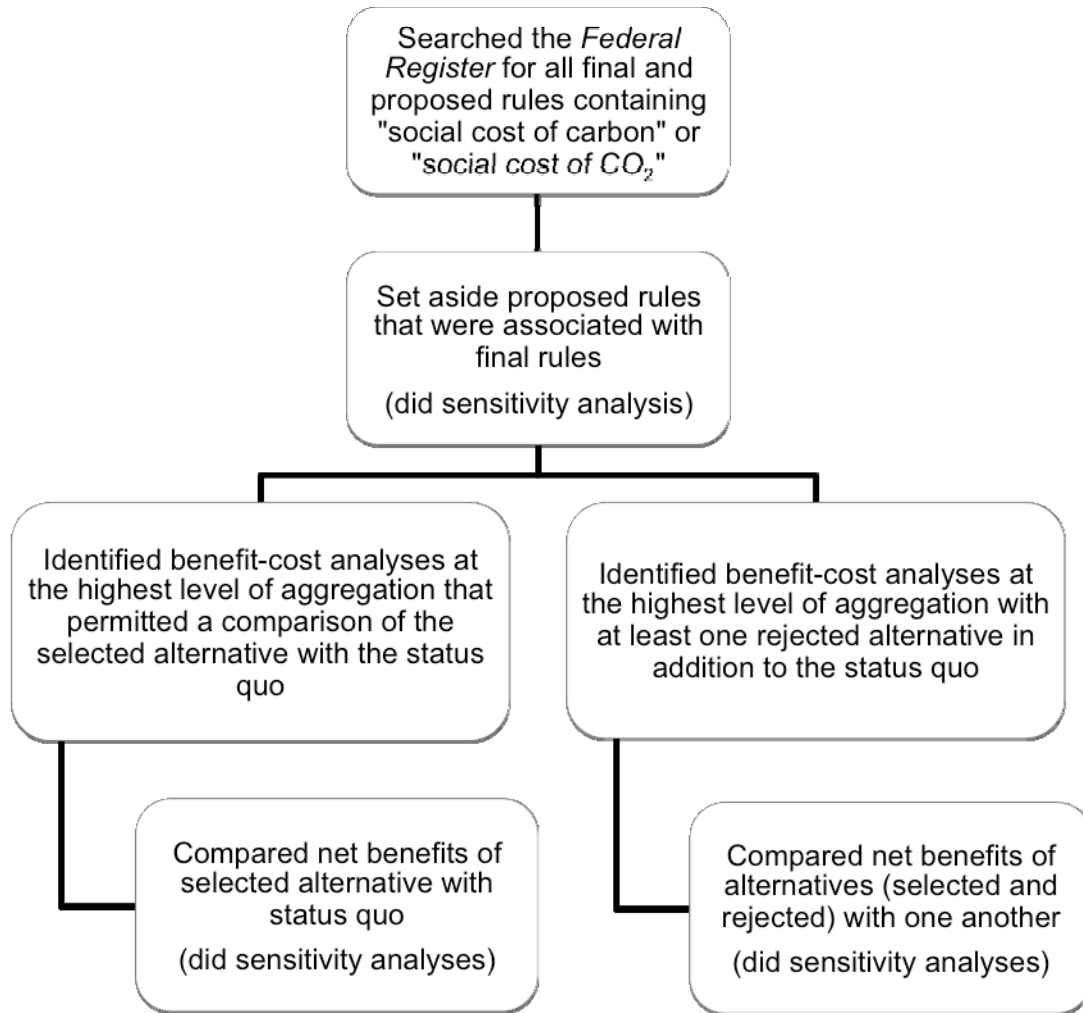 Searched the Federal
Register for all final and
proposed rules containing
"social cost of carbon" or
"social cost of CO₂"
Set aside proposed rules
that were associated with
final rules
(did sensitivity analysis)
Identified benefit-cost analyses at
the highest level of aggregation that
permitted a comparison of the
selected alternative with the status
quo
Identified benefit-cost analyses at
the highest level of aggregation with
at least one rejected alternative in
addition to the status quo
Compared net benefits of
selected alternative with
status quo
(did sensitivity analyses)
Compared net benefits of
alternatives (selected and
rejected) with one another
(did sensitivity analyses)